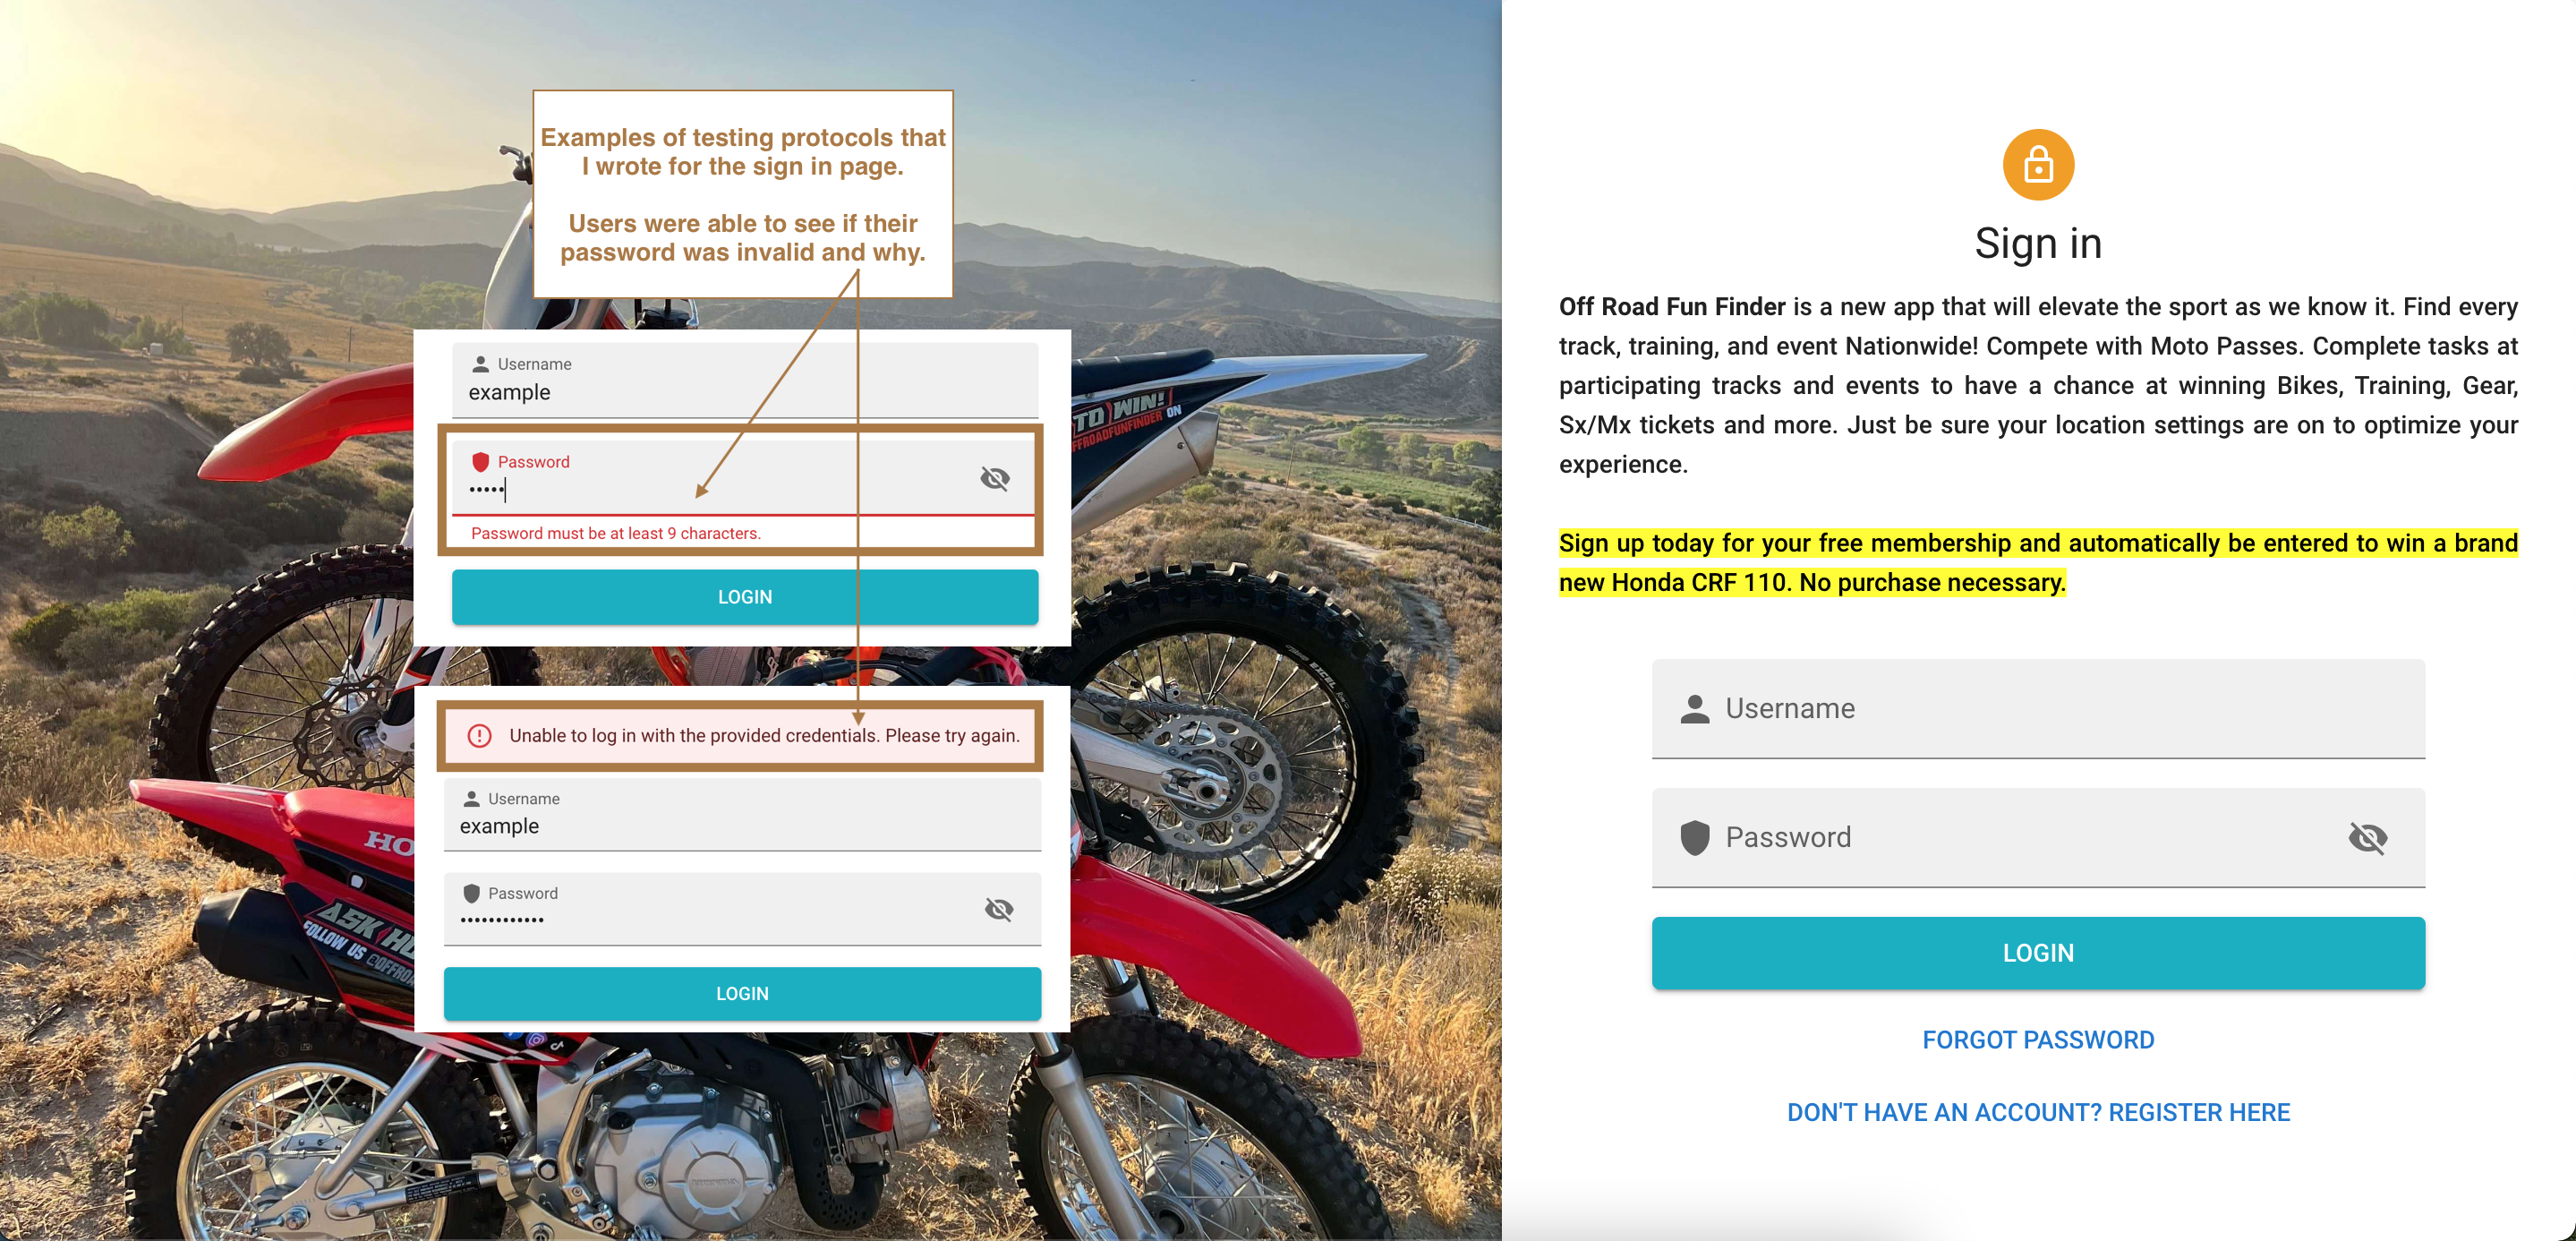 Examples of testing protocols that
I wrote for the sign in page.
Users were able to see if their
password was invalid and why.
Username
example
Password
•••••
Password must be at least 9 characters.
LOGIN
Unable to log in with the provided credentials. Please try again.
Username
example
Password
••••••••••••
LOGIN
TO WIN!
ON
HO
ASK HO
FOLLOW US @OFFRO
EXCEL
HONDA
Sign in
Off Road Fun Finder is a new app that will elevate the sport as we know it. Find every
track, training, and event Nationwide! Compete with Moto Passes. Complete tasks at
participating tracks and events to have a chance at winning Bikes, Training, Gear,
Sx/Mx tickets and more. Just be sure your location settings are on to optimize your
experience.
Sign up today for your free membership and automatically be entered to win a brand
new Honda CRF 110. No purchase necessary.
Username
Password
LOGIN
FORGOT PASSWORD
DON'T HAVE AN ACCOUNT? REGISTER HERE